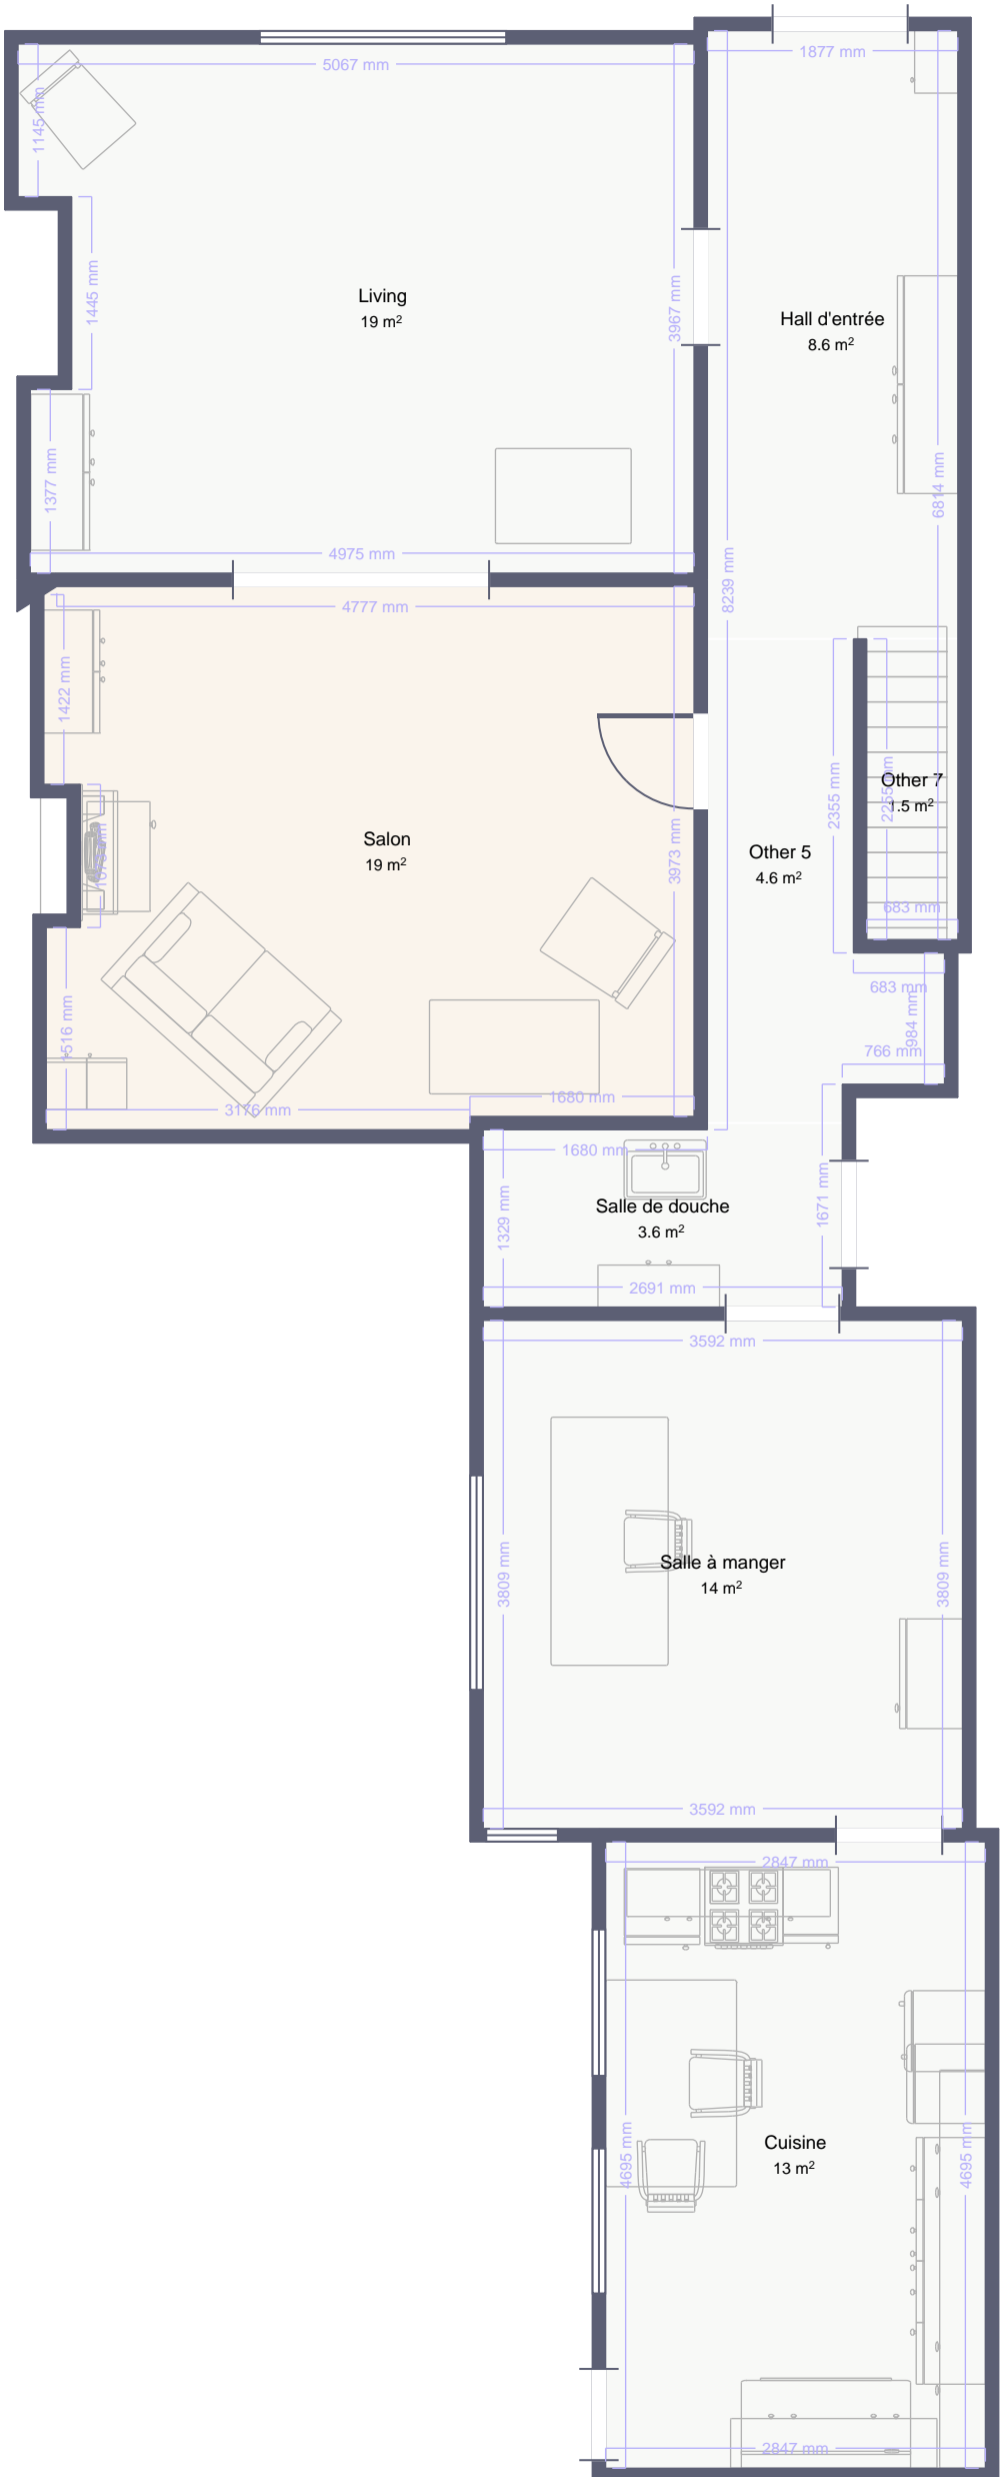 5067 mm
1877 mm
1145 mm
1445 mm
Living
19 m²
3967 mm
Hall d'entrée
8.6 m²
1377 mm
6814 mm
4975 mm
8239 mm
4777 mm
1422 mm
2355 mm
Other 7
1.5 m²
Salon
19 m²
3973 mm
Other 5
4.6 m²
683 mm
683 mm
984 mm
1516 mm
766 mm
3176 mm
1680 mm
1680 mm
1329 mm
Salle de douche
3.6 m²
1671 mm
2691 mm
3592 mm
3809 mm
Salle à manger
14 m²
3809 mm
3592 mm
2847 mm
4695 mm
Cuisine
13 m²
4695 mm
2847 mm